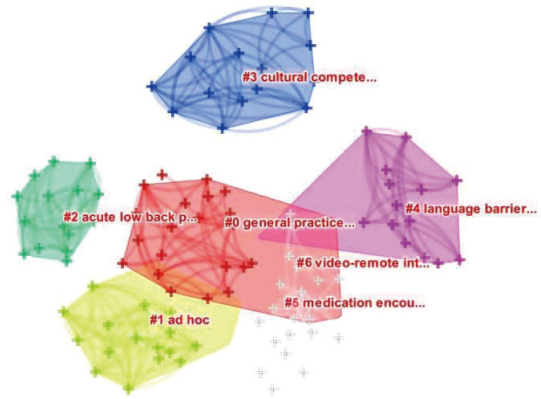 #3 cultural compete...
#4 language barrier...
#2 acute low back p...
#0 general practice...
#6 video-remote int...
#5 medication encou...
#1 ad hoc